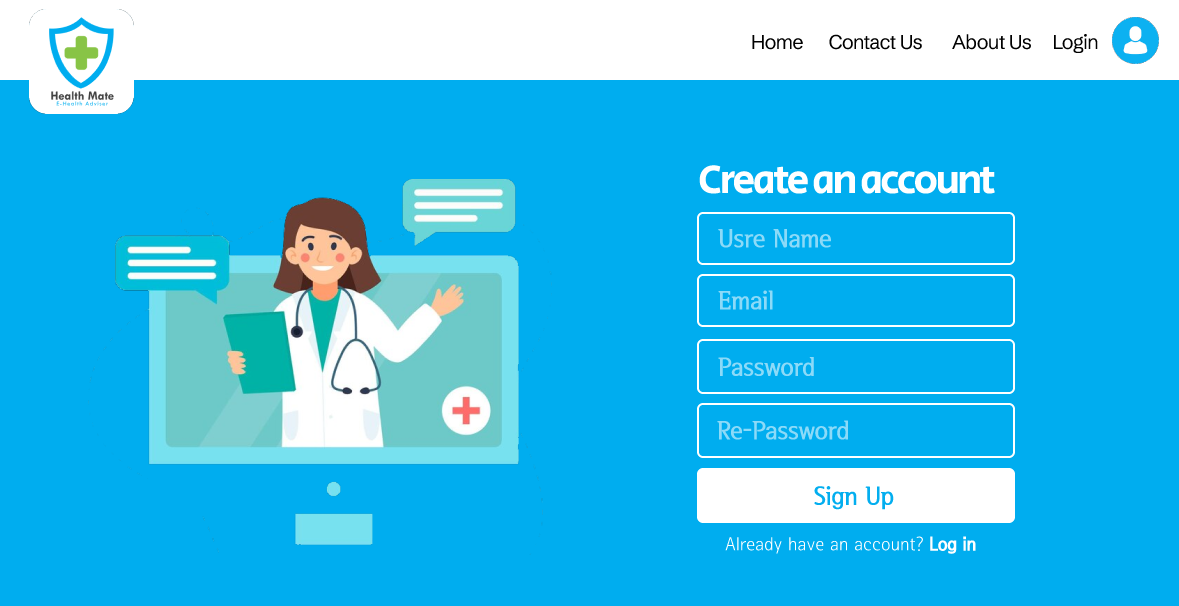 Home Contact Us About Us Login
Health Mate
E-Health Adviser
Create an account
Usre Name
Email
Password
Re-Password
Sign Up
Already have an account? Log in